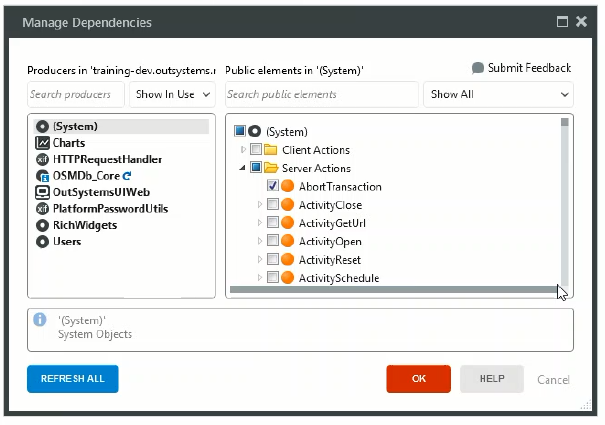 Manage Dependencies
Producers in 'training-dev.outsystems.r
Public elements in '(System)'
Submit Feedback
Search producers
Show In Use
Search public elements
Show All
(System)
Charts
HTTPRequestHandler
OSMDb_Core
OutSystemsUIWeb
PlatformPasswordUtils
RichWidgets
Users
(System)
Client Actions
Server Actions
AbortTransaction
ActivityClose
ActivityGetUrl
ActivityOpen
ActivityReset
ActivitySchedule
'(System)'
System Objects
REFRESH ALL
OK
HELP
Cancel